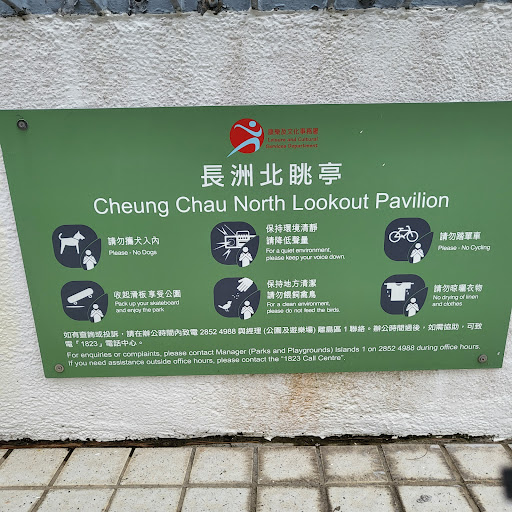 康樂及文化事務署
Leisure and Cultural
Services Department
長洲北眺亭
Cheung Chau North Lookout Pavilion
請勿攜犬入內
Please - No Dogs
保持環境清靜
請降低聲量
For a quiet environment,
please keep your voice down.
請勿踏單車
Please - No Cycling
收起滑板 享受公園
Pack up your skateboard
and enjoy the park
保持地方清潔
請勿餵飼禽鳥
For a clean environment,
please do not feed the birds.
請勿晾曬衣物
No drying of linen
and clothes
如有查詢或投訴，請在辦公時間內致電 2852 4988 與經理 (公園及遊樂場) 離島區 1 聯絡。辦公時間過後，如需協助，可致
電「1823」電話中心。
For enquiries or complaints, please contact Manager (Parks and Playgrounds) Islands 1 on 2852 4988 during office hours.
If you need assistance outside office hours, please contact the "1823 Call Centre".